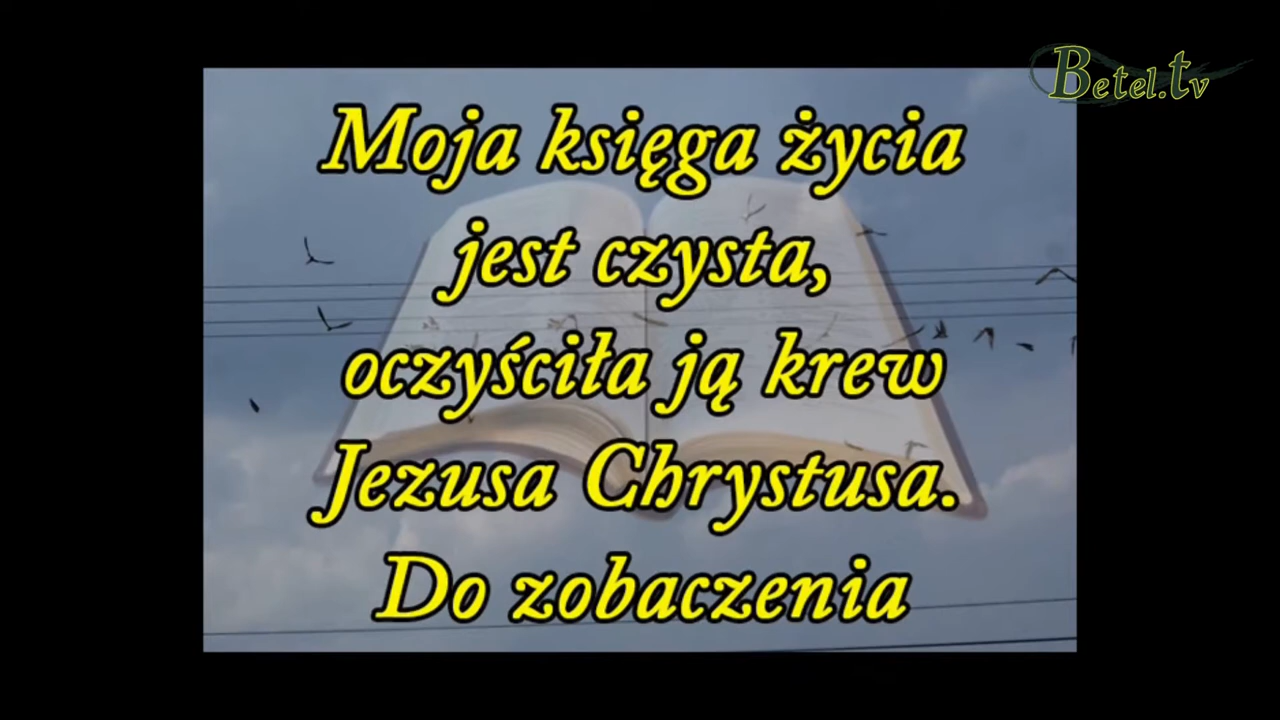 Betel.tv
Moja księga życia
jest czysta,
oczyściła ją krew
Jezusa Chrystusa.
Do zobaczenia